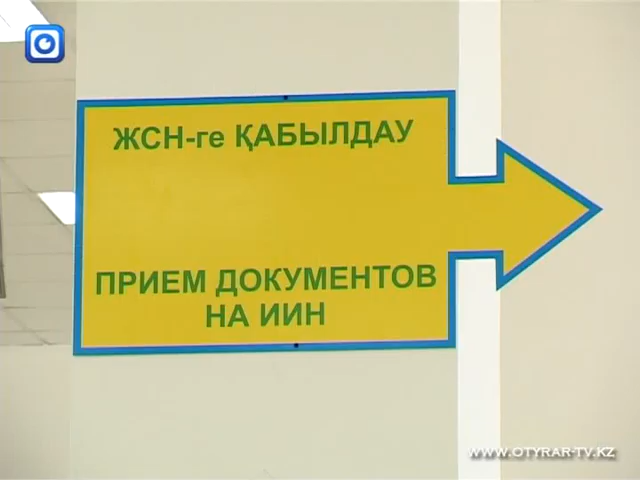 ЖСН-ге ҚАБЫЛДАУ
ПРИЕМ ДОКУМЕНТОВ
НА ИИН
WWW.OTYRAR-TV.KZ